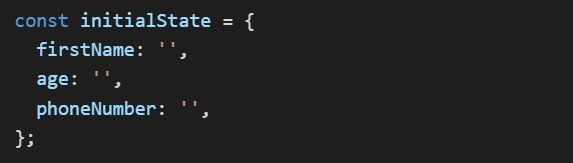 const initialState = {
  firstName: '',
  age: '',
  phoneNumber: '',
};